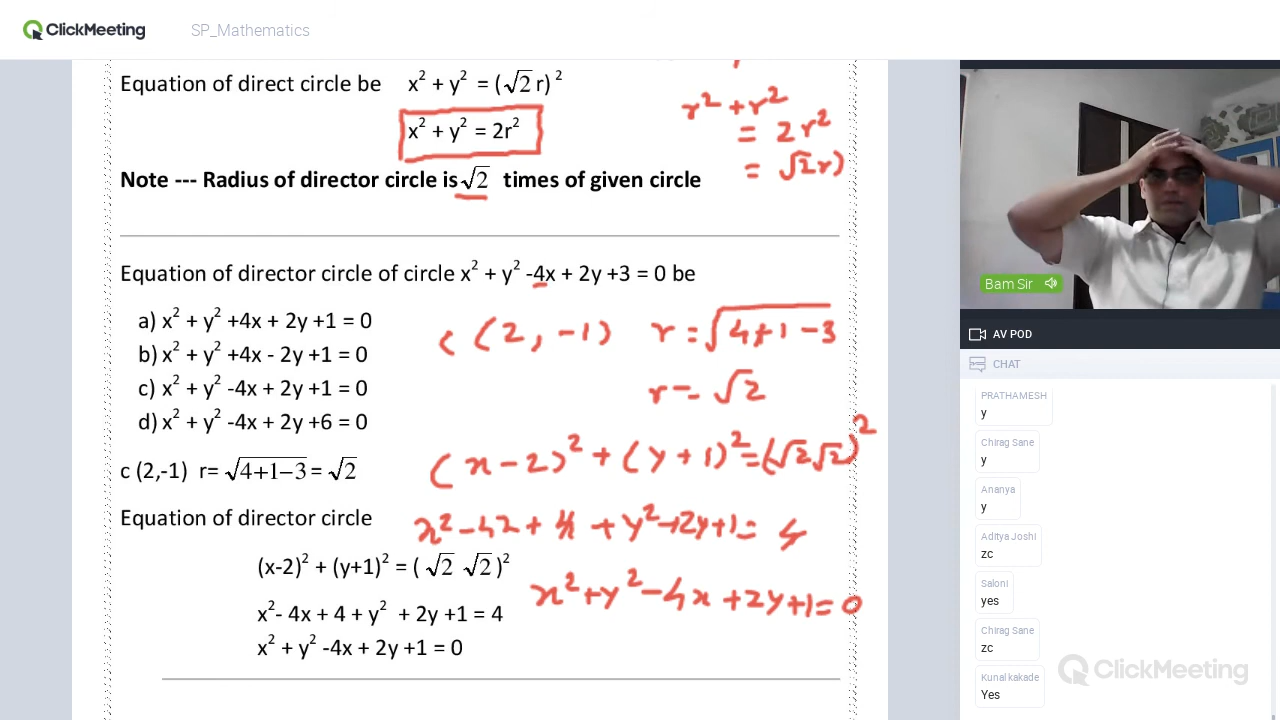 ClickMeeting SP_Mathematics
Equation of direct circle be x² + y² = (√2 r)²
x² + y² = 2r²
r² + r²
= 2r²
= √2r)
Note --- Radius of director circle is √2 times of given circle
Equation of director circle of circle x² + y² -4x + 2y +3 = 0 be
a) x² + y² +4x + 2y +1 = 0
b) x² + y² +4x - 2y +1 = 0
c) x² + y² -4x + 2y +1 = 0
d) x² + y² -4x + 2y +6 = 0
c (2,-1) r= √4+1−3 = √2
Equation of director circle
(x-2)² + (y+1)² = ( √2 √2 )²
x²- 4x + 4 + y² + 2y +1 = 4
x² + y² -4x + 2y +1 = 0
c (2, -1) r = √4+1-3
r = √2
(x-2)² + (y+1)² = (√2√2)²
x² - 4x + 4 + y² + 2y + 1 = 4
x² + y² - 4x + 2y + 1 = 0
Bam Sir
AV POD
CHAT
PRATHAMESH
y
Chirag Sane
y
Ananya
y
Aditya Joshi
zc
Saloni
yes
Chirag Sane
zc
Kunal kakade
Yes
ClickMeeting